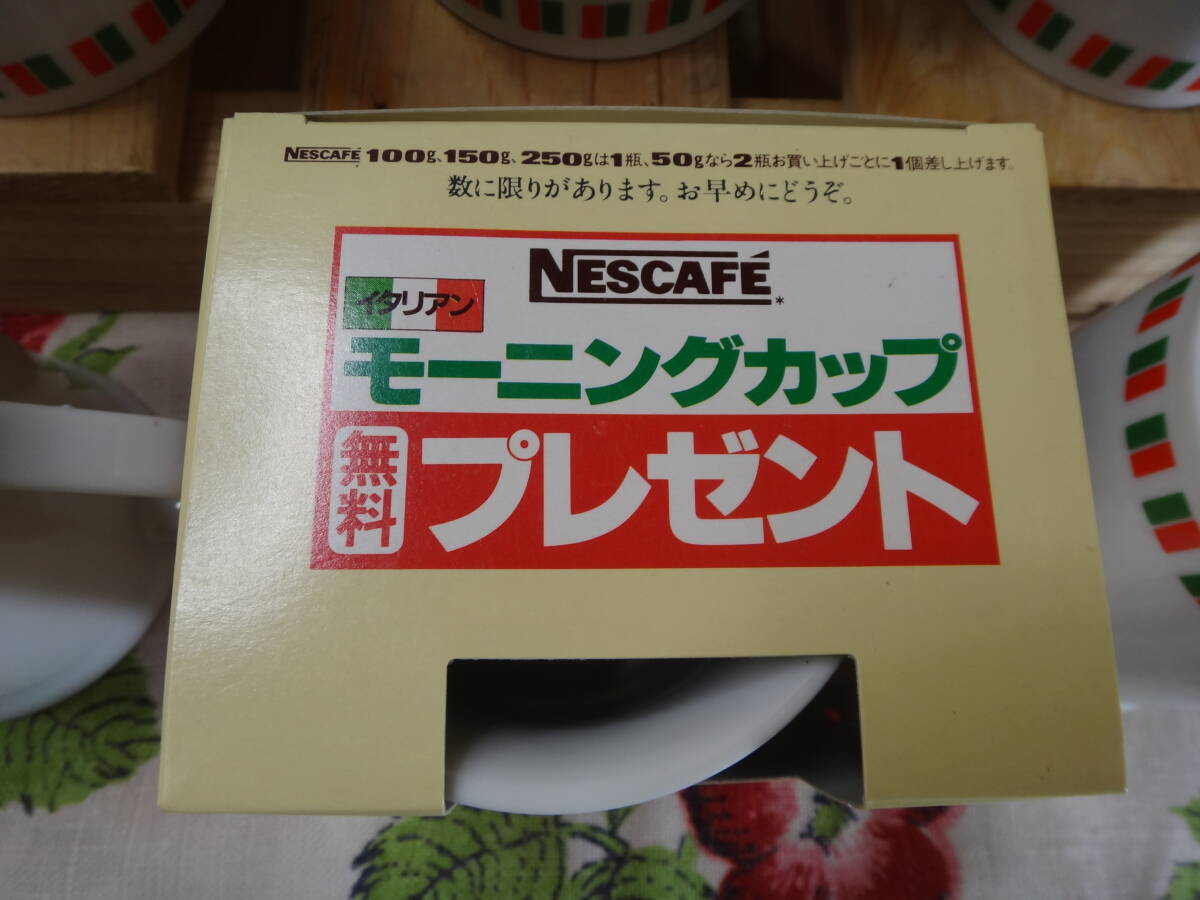 NESCAFÉ 100g、150g、250gは1瓶、50gなら2瓶お買い上げごとに1個差し上げます。
数に限りがあります。お早めにどうぞ。
NESCAFÉ*
イタリアン
モーニングカップ
無料
プレゼント